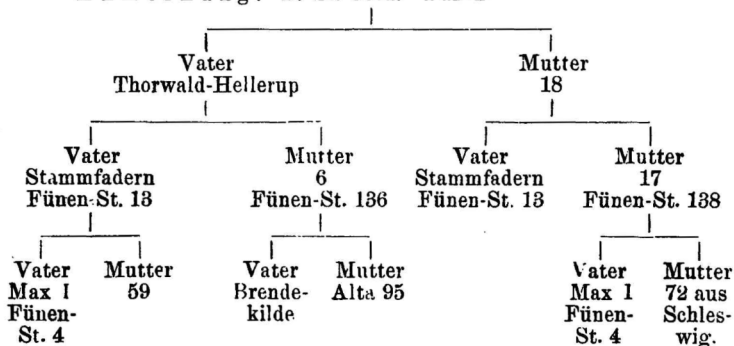 Vater Mutter
Thorwald-Hellerup 18
Vater Mutter Vater Mutter
Stammfadern 6 Stammfadern 17
Fünen-St. 13 Fünen-St. 136 Fünen-St. 13 Fünen-St. 138
Vater Mutter Vater Mutter Vater Mutter
Max I 59 Brende- Alta 95 Max 1 72 aus
Fünen- kilde Fünen- Schles-
St. 4 St. 4 wig.